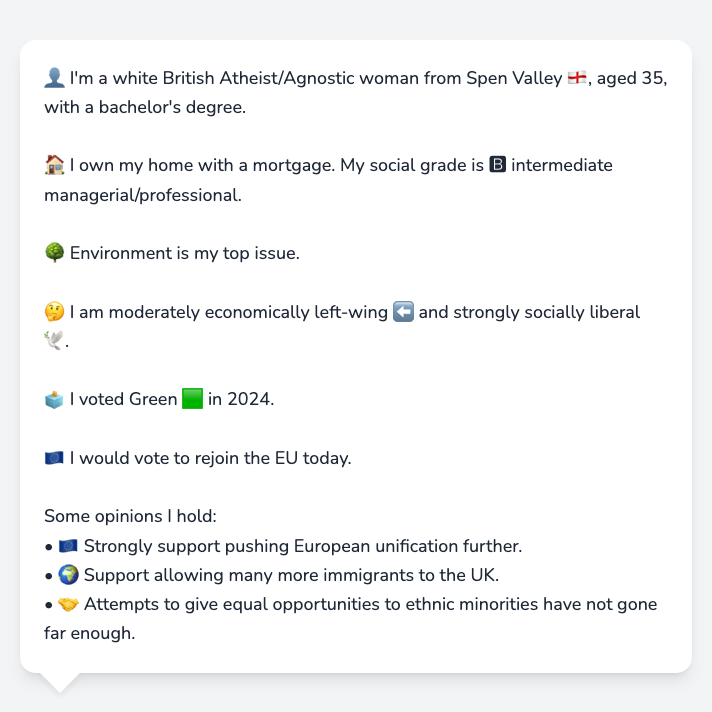 👤 I'm a white British Atheist/Agnostic woman from Spen Valley 🏴󠁧󠁢󠁥󠁮󠁧󠁿, aged 35,
with a bachelor's degree.
🏠 I own my home with a mortgage. My social grade is 🅱 intermediate
managerial/professional.
🌳 Environment is my top issue.
🤔 I am moderately economically left-wing ⬅️ and strongly socially liberal
🕊️.
🗳️ I voted Green 🟩 in 2024.
🇪🇺 I would vote to rejoin the EU today.
Some opinions I hold:
• 🇪🇺 Strongly support pushing European unification further.
• 🌍 Support allowing many more immigrants to the UK.
• 🤝 Attempts to give equal opportunities to ethnic minorities have not gone
far enough.